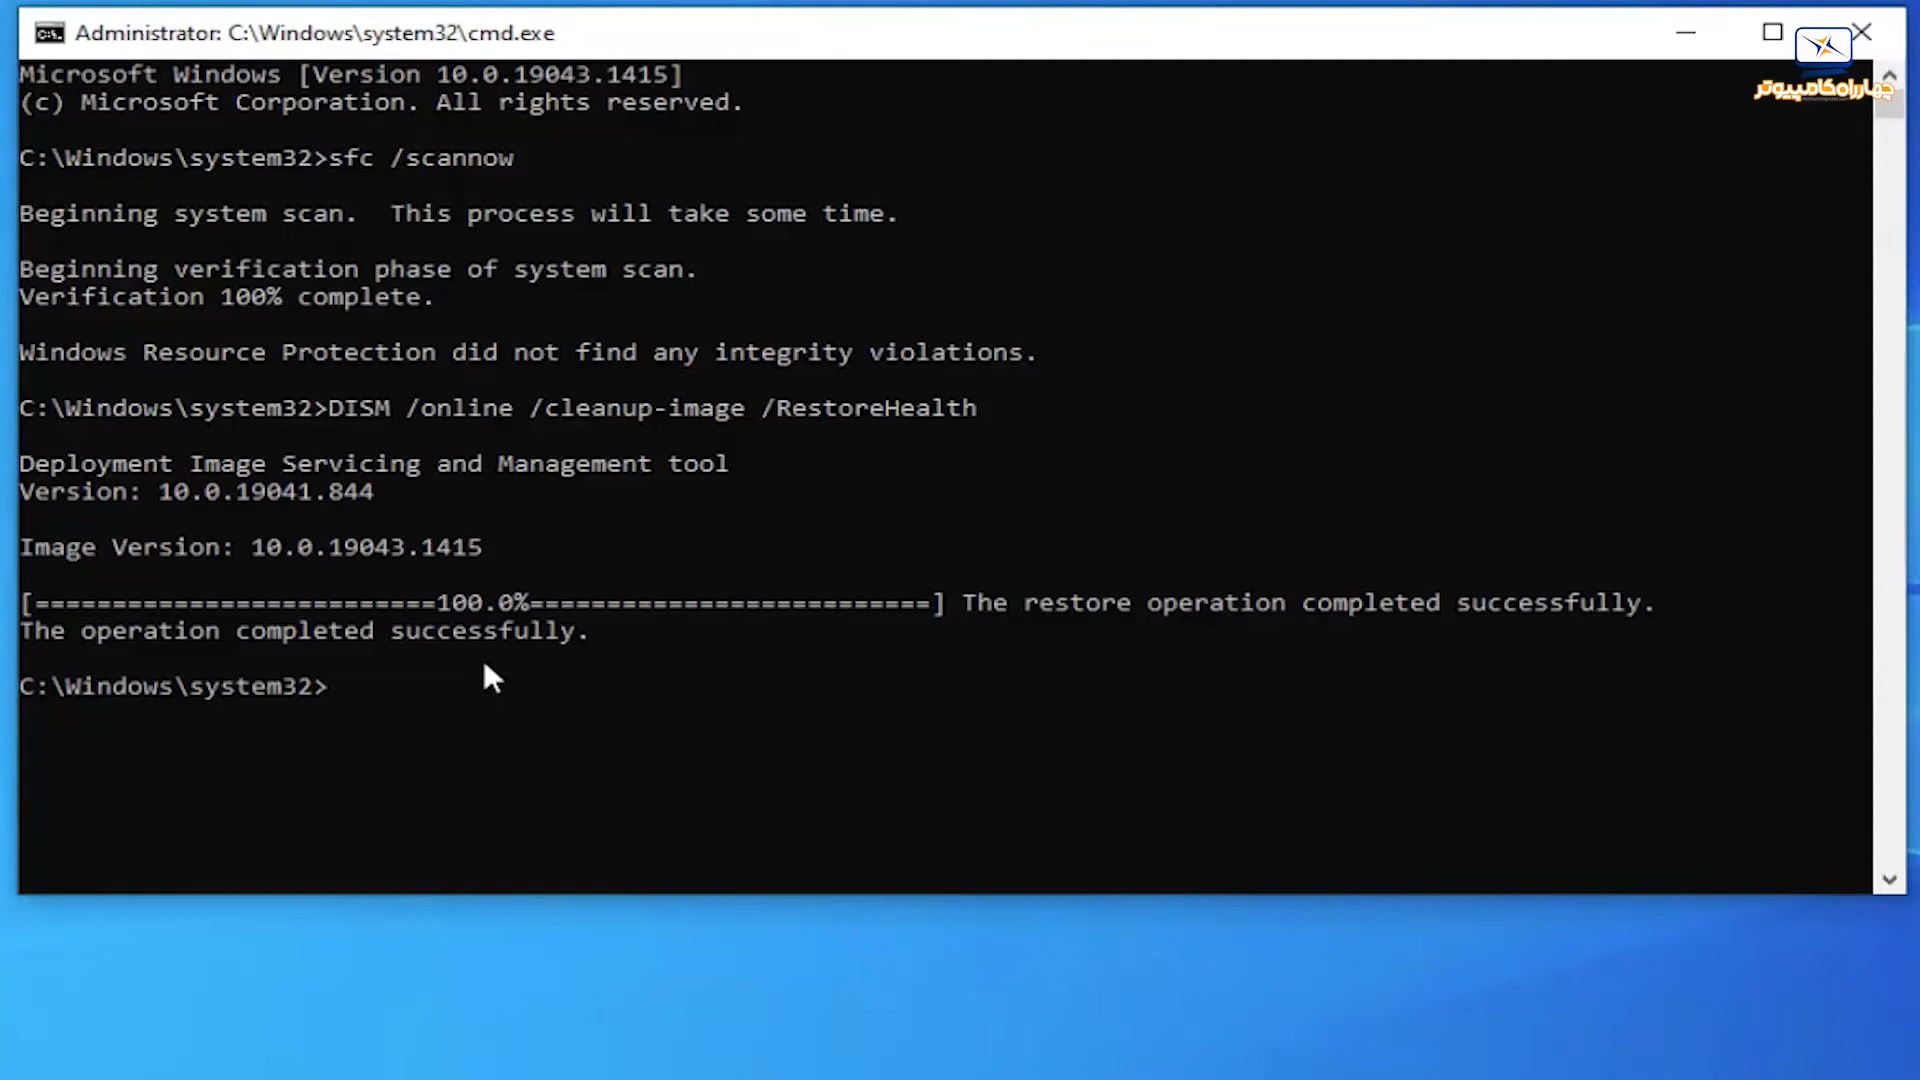 Administrator: C:\Windows\system32\cmd.exe
چهارراه کامپیوتر
Microsoft Windows [Version 10.0.19043.1415]
(c) Microsoft Corporation. All rights reserved.
C:\Windows\system32>sfc /scannow
Beginning system scan.  This process will take some time.
Beginning verification phase of system scan.
Verification 100% complete.
Windows Resource Protection did not find any integrity violations.
C:\Windows\system32>DISM /online /cleanup-image /RestoreHealth
Deployment Image Servicing and Management tool
Version: 10.0.19041.844
Image Version: 10.0.19043.1415
[==========================100.0%==========================] The restore operation completed successfully.
The operation completed successfully.
C:\Windows\system32>